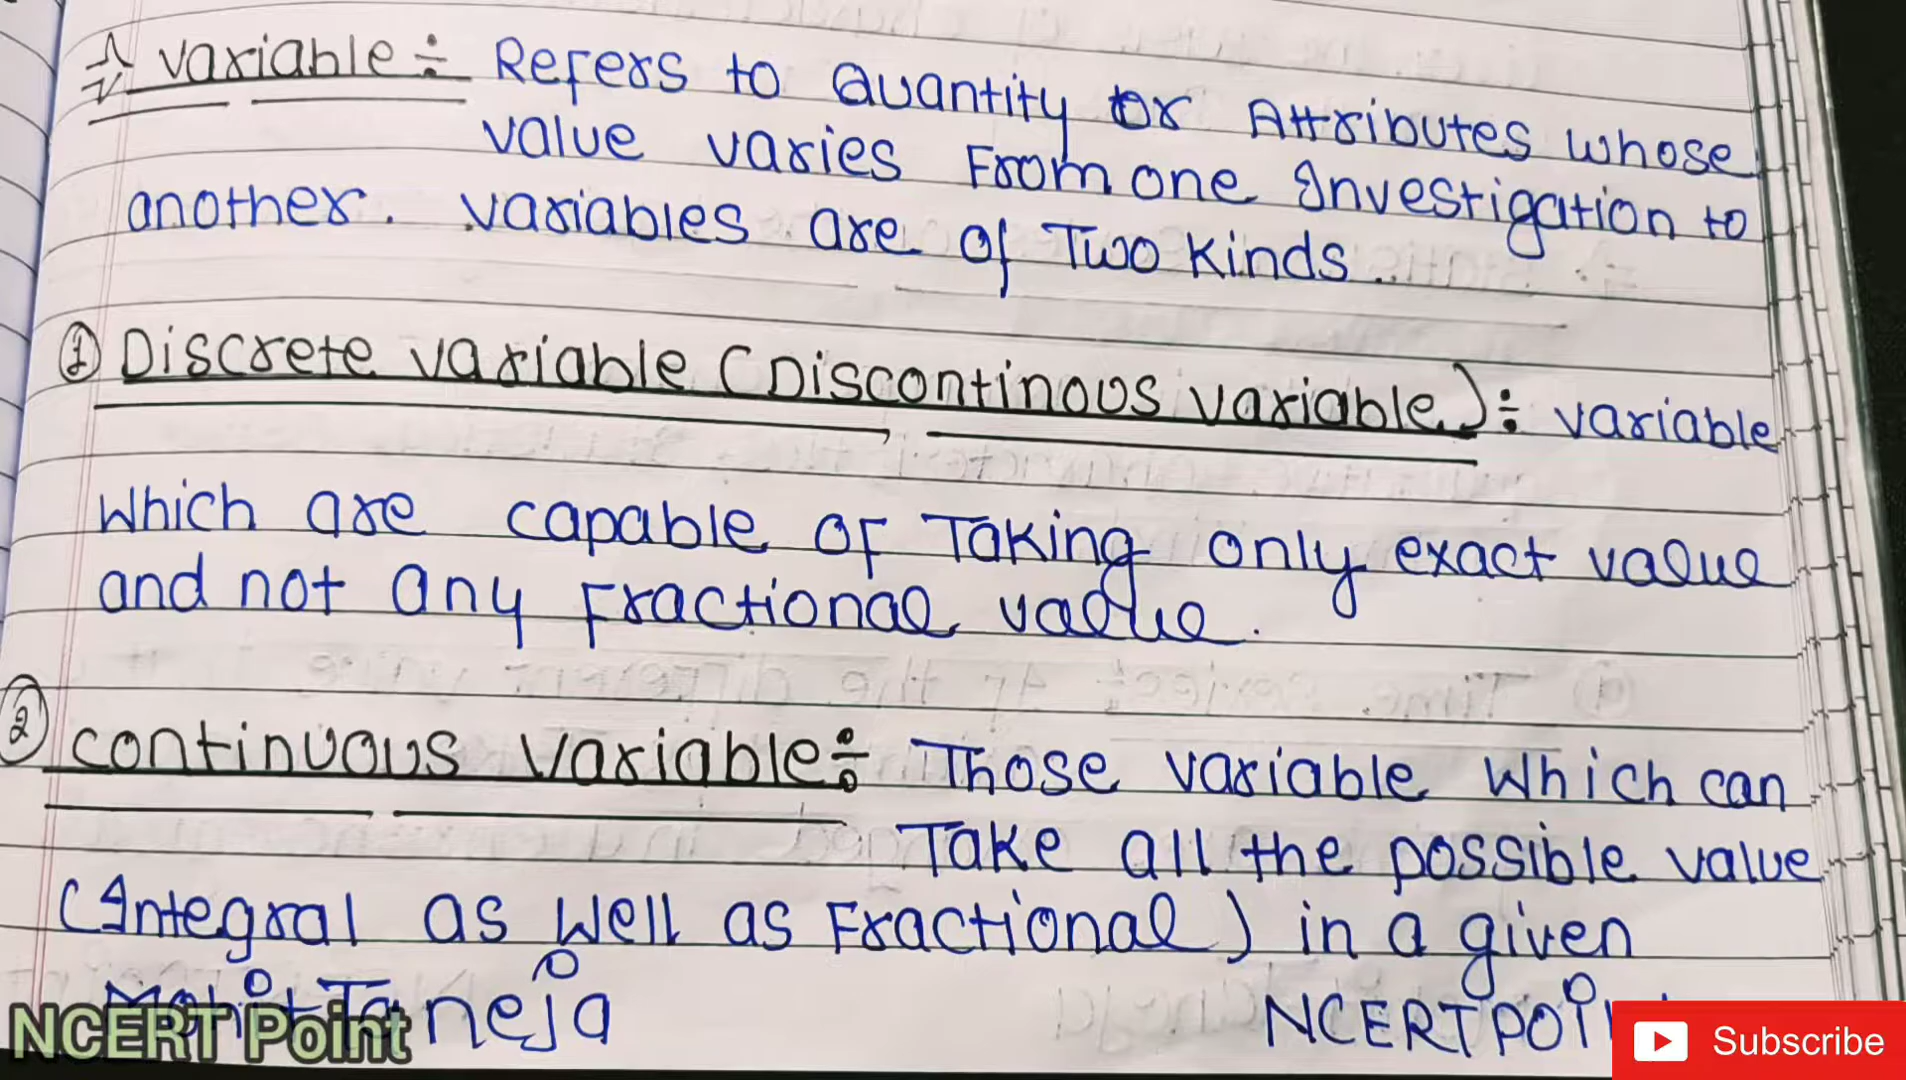 variable ÷ Refers to Quantity or Attributes whose
value varies From one Investigation to
another. variables are of Two Kinds.
① Discrete variable (Discontinous variable) ÷ variable
Which are capable of Taking only exact value
and not any Fractional value.
② continuous variable ÷ Those variable Which can
Take all the possible value
(Integral as well as Fractional) in a given
Mohit Taneja NCERT POI
NCERT Point
Subscribe